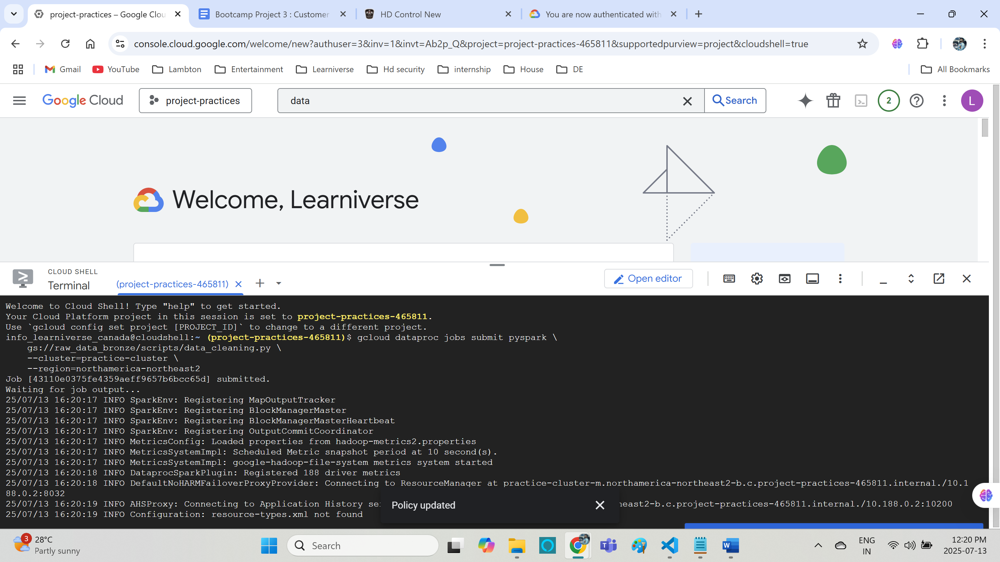 project-practices – Google Clou
Bootcamp Project 3 : Customer
HD Control New
You are now authenticated with
console.cloud.google.com/welcome/new?authuser=3&inv=1&invt=Ab2p_Q&project=project-practices-465811&supportedpurview=project&cloudshell=true
Gmail
YouTube
Lambton
Entertainment
Learniverse
Hd security
internship
House
DE
All Bookmarks
Google Cloud
project-practices
data
Search
2
L
Welcome, Learniverse
CLOUD SHELL
Terminal
(project-practices-465811)
Open editor
Welcome to Cloud Shell! Type "help" to get started.
Your Cloud Platform project in this session is set to project-practices-465811.
Use `gcloud config set project [PROJECT_ID]` to change to a different project.
info_learniverse_canada@cloudshell:~ (project-practices-465811)$ gcloud dataproc jobs submit pyspark \
    gs://raw_data_bronze/scripts/data_cleaning.py \
    --cluster=practice-cluster \
    --region=northamerica-northeast2
Job [43110e0375fe4359aeff9657b6bcc65d] submitted.
Waiting for job output...
25/07/13 16:20:17 INFO SparkEnv: Registering MapOutputTracker
25/07/13 16:20:17 INFO SparkEnv: Registering BlockManagerMaster
25/07/13 16:20:17 INFO SparkEnv: Registering BlockManagerMasterHeartbeat
25/07/13 16:20:17 INFO SparkEnv: Registering OutputCommitCoordinator
25/07/13 16:20:17 INFO MetricsConfig: Loaded properties from hadoop-metrics2.properties
25/07/13 16:20:17 INFO MetricsSystemImpl: Scheduled Metric snapshot period at 10 second(s).
25/07/13 16:20:17 INFO MetricsSystemImpl: google-hadoop-file-system metrics system started
25/07/13 16:20:18 INFO DataprocSparkPlugin: Registered 188 driver metrics
25/07/13 16:20:18 INFO DefaultNoHARMFailoverProxyProvider: Connecting to ResourceManager at practice-cluster-m.northamerica-northeast2-b.c.project-practices-465811.internal./10.1
88.0.2:8032
25/07/13 16:20:19 INFO AHSProxy: Connecting to Application History se
heast2-b.c.project-practices-465811.internal./10.188.0.2:10200
25/07/13 16:20:19 INFO Configuration: resource-types.xml not found
Policy updated
3
28°C
Partly sunny
Search
ENG
IN
12:20 PM
2025-07-13